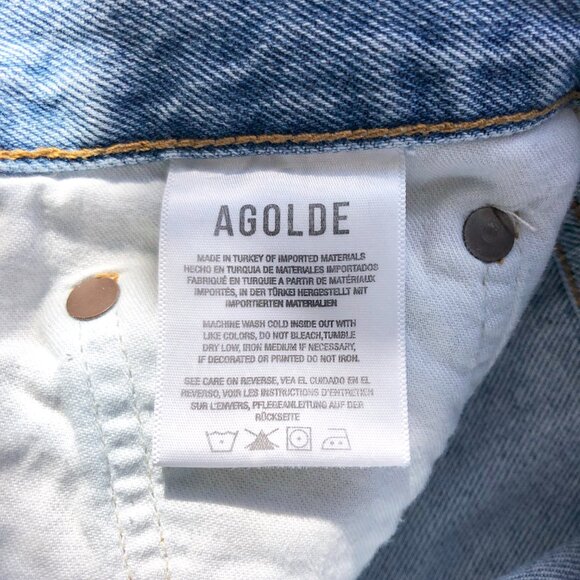 AGOLDE
MADE IN TURKEY OF IMPORTED MATERIALS
HECHO EN TURQUIA DE MATERIALES IMPORTADOS
FABRIQUÉ EN TURQUIE A PARTIR DE MATÉRIAUX
IMPORTÉS, IN DER TÜRKEI HERGESTELLT MIT
IMPORTIERTEN MATERIALIEN
MACHINE WASH COLD INSIDE OUT WITH
LIKE COLORS, DO NOT BLEACH,TUMBLE
DRY LOW, IRON MEDIUM IF NECESSARY,
IF DECORATED OR PRINTED DO NOT IRON.
SEE CARE ON REVERSE, VEA EL CUIDADO EN EL
REVERSO, VOIR LES INSTRUCTIONS D'ENTRETIEN
SUR L'ENVERS, PFLEGEANLEITUNG AUF DER
RÜCKSEITE